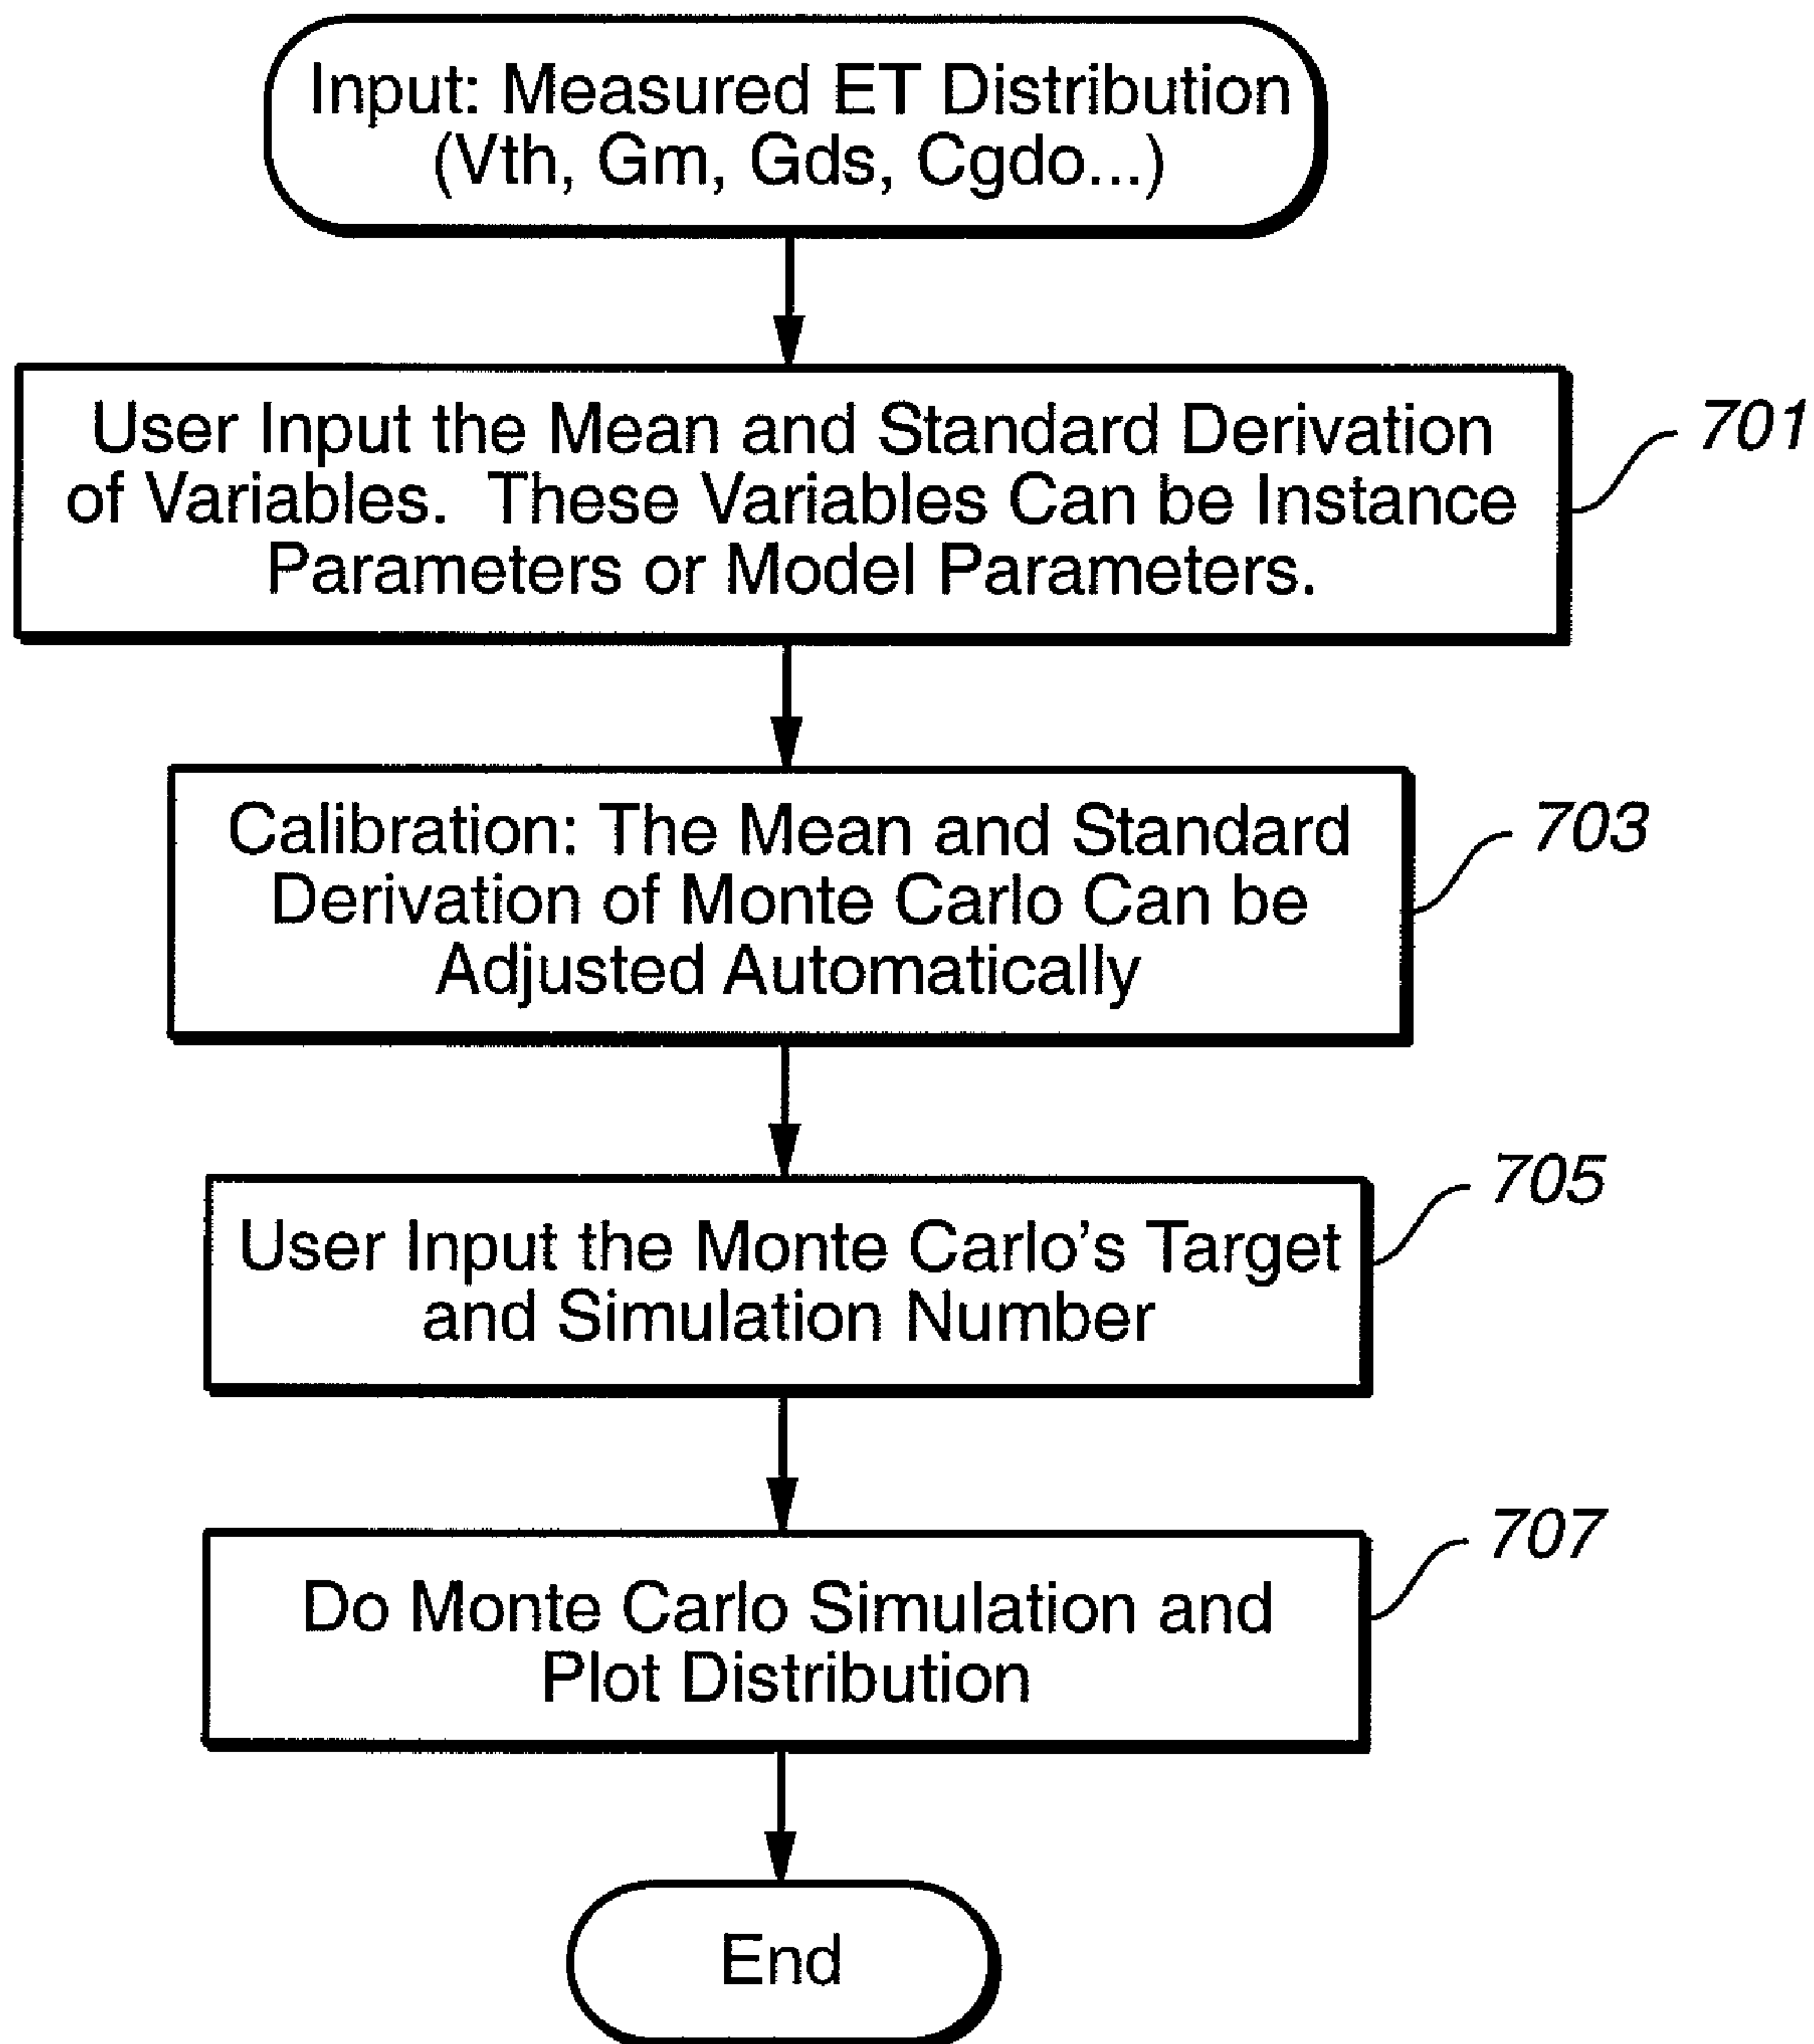 Input: Measured ET Distribution
(Vth, Gm, Gds, Cgdo...)
User Input the Mean and Standard Derivation
of Variables. These Variables Can be Instance
Parameters or Model Parameters.
701
Calibration: The Mean and Standard
Derivation of Monte Carlo Can be
Adjusted Automatically
703
User Input the Monte Carlo's Target
and Simulation Number
705
Do Monte Carlo Simulation and
Plot Distribution
707
End